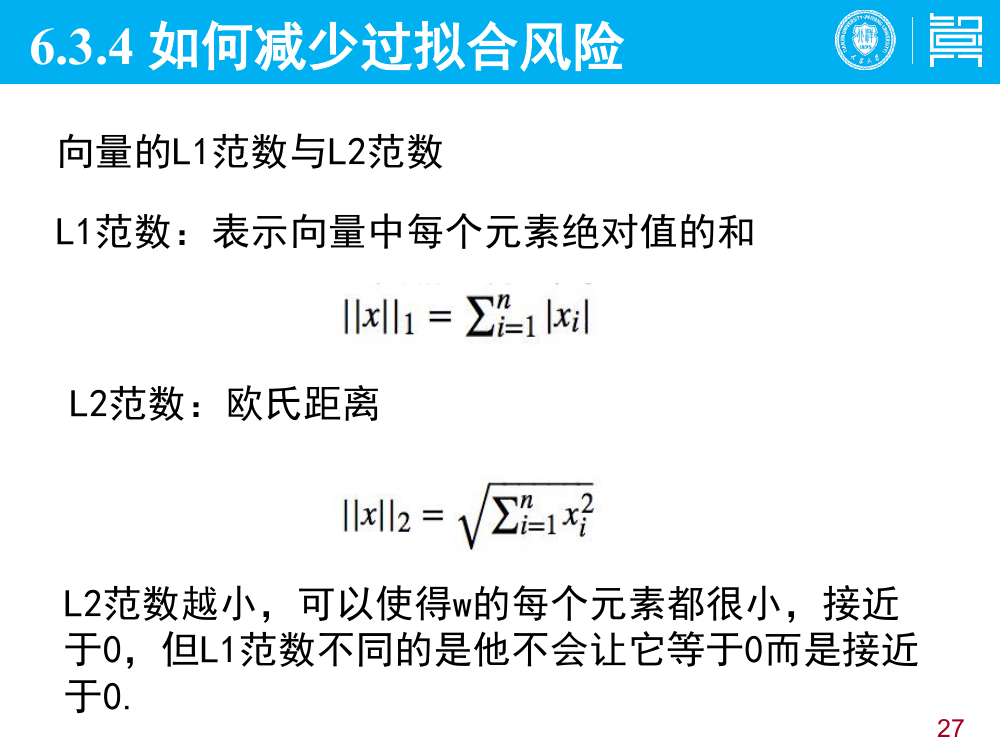 6.3.4 如何减少过拟合风险
向量的L1范数与L2范数
L1范数：表示向量中每个元素绝对值的和
||x||₁ = ∑ⁿᵢ₌₁ |xᵢ|
L2范数：欧氏距离
||x||₂ = √(∑ⁿᵢ₌₁ xᵢ²)
L2范数越小，可以使得w的每个元素都很小，接近
于0，但L1范数不同的是他不会让它等于0而是接近
于0.
27